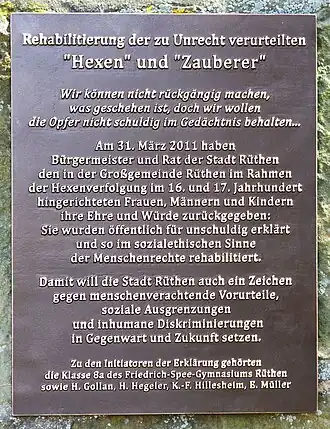 Rehabilitierung der zu Unrecht verurteilten
"Hexen" und "Zauberer"
Wir können nicht rückgängig machen,
was geschehen ist, doch wir wollen
die Opfer nicht schuldig im Gedächtnis behalten...
Am 31. März 2011 haben
Bürgermeister und Rat der Stadt Rüthen
den in der Großgemeinde Rüthen im Rahmen
der Hexenverfolgung im 16. und 17. Jahrhundert
hingerichteten Frauen, Männern und Kindern
ihre Ehre und Würde zurückgegeben:
Sie wurden öffentlich für unschuldig erklärt
und so im sozialethischen Sinne
der Menschenrechte rehabilitiert.
Damit will die Stadt Rüthen auch ein Zeichen
gegen menschenverachtende Vorurteile,
soziale Ausgrenzungen
und inhumane Diskriminierungen
in Gegenwart und Zukunft setzen.
Zu den Initiatoren der Erklärung gehörten
die Klasse 8a des Friedrich-Spee-Gymnasiums Rüthen
sowie H. Gollan, H. Hegeler, K.-F. Hillesheim, E. Müller